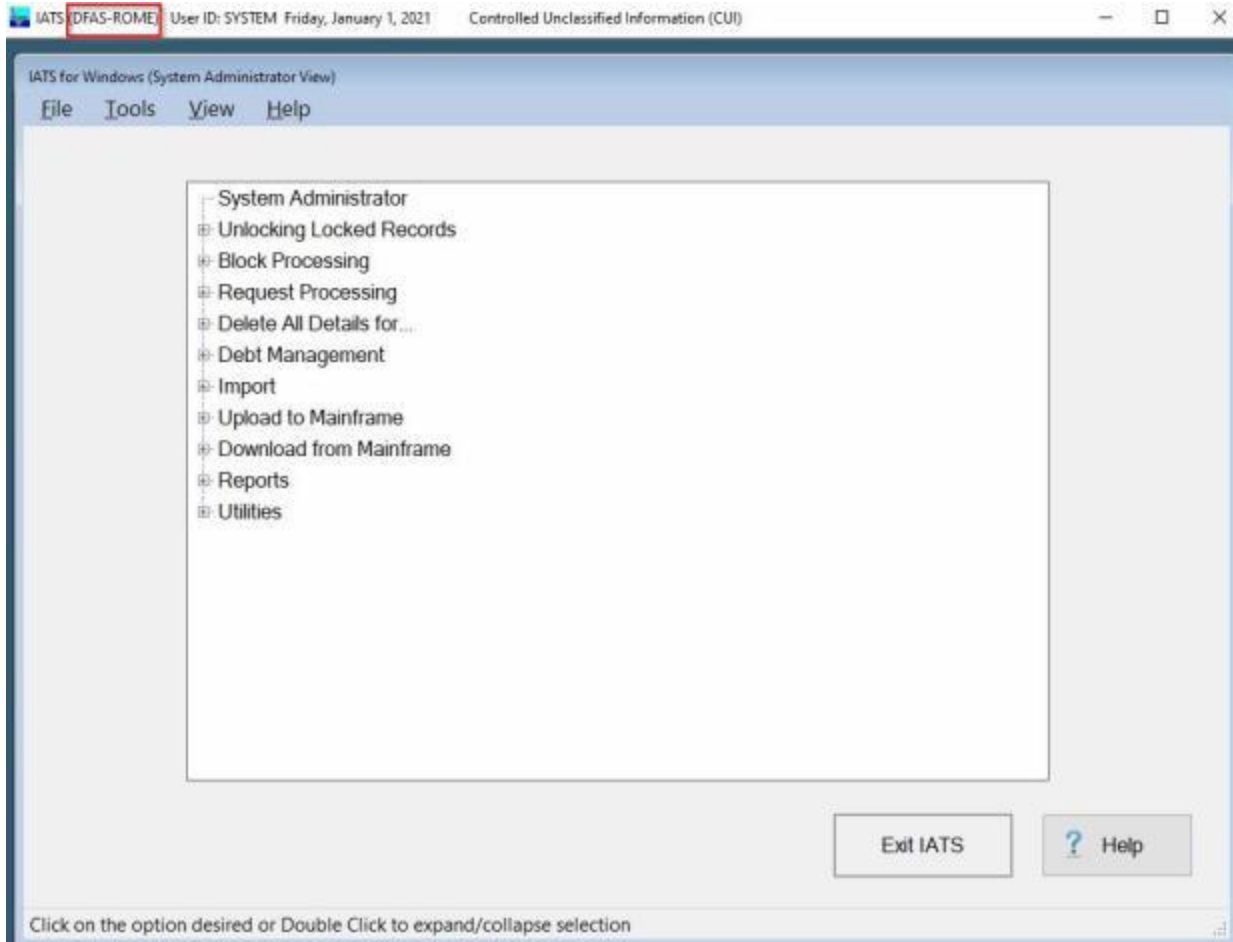 IATS (DFAS-ROME) User ID: SYSTEM Friday, January 1, 2021 Controlled Unclassified Information (CUI)
IATS for Windows (System Administrator View)
File Tools View Help
System Administrator
Unlocking Locked Records
Block Processing
Request Processing
Delete All Details for...
Debt Management
Import
Upload to Mainframe
Download from Mainframe
Reports
Utilities
Exit IATS ? Help
Click on the option desired or Double Click to expand/collapse selection